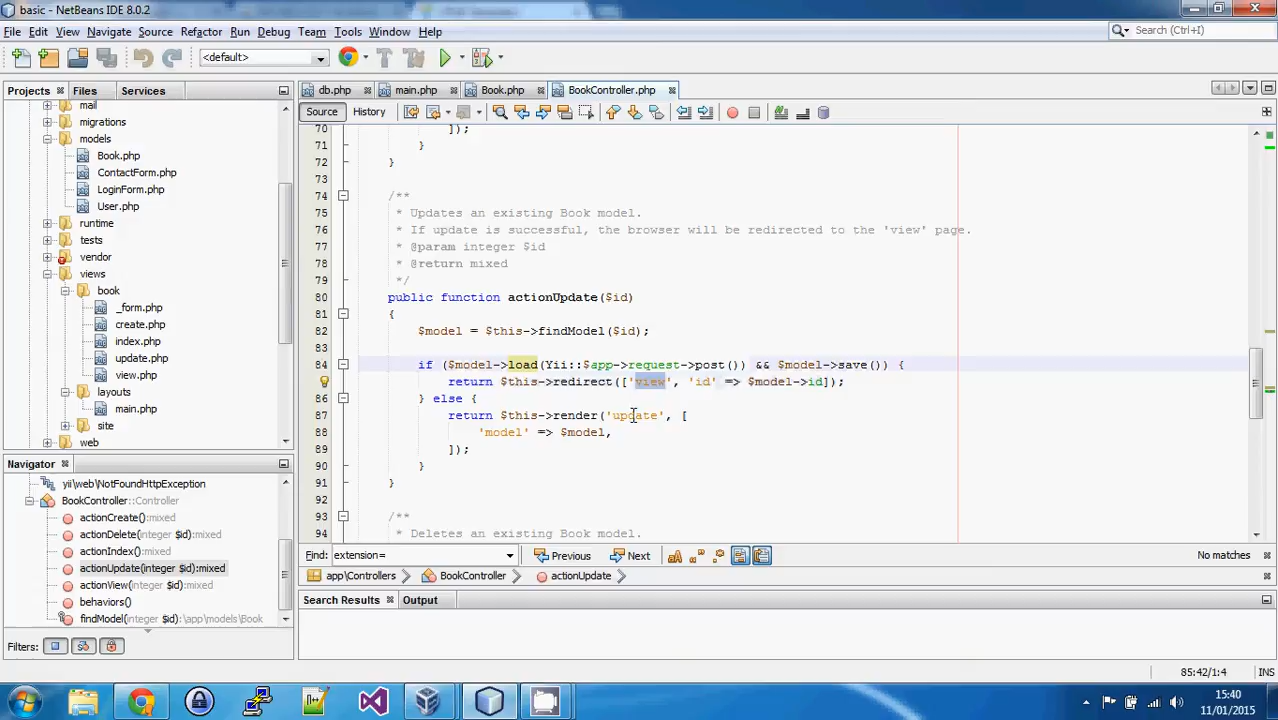 basic - NetBeans IDE 8.0.2
File Edit View Navigate Source Refactor Run Debug Team Tools Window Help
Search (Ctrl+I)
<default>
Projects Files Services
mail
migrations
models
Book.php
ContactForm.php
LoginForm.php
User.php
runtime
tests
vendor
views
book
_form.php
create.php
index.php
update.php
view.php
layouts
main.php
site
web
Navigator
yii\web\NotFoundHttpException
BookController::Controller
actionCreate():mixed
actionDelete(integer $id):mixed
actionIndex():mixed
actionUpdate(integer $id):mixed
actionView(integer $id):mixed
behaviors()
findModel(integer $id):\app\models\Book
Filters:
db.php main.php Book.php BookController.php
Source History
70 ]);
71 }
72 }
73
74 /**
75 * Updates an existing Book model.
76 * If update is successful, the browser will be redirected to the 'view' page.
77 * @param integer $id
78 * @return mixed
79 */
80 public function actionUpdate($id)
81 {
82 $model = $this->findModel($id);
83
84 if ($model->load(Yii::$app->request->post()) && $model->save()) {
return $this->redirect(['view', 'id' => $model->id]);
86 } else {
87 return $this->render('update', [
88 'model' => $model,
89 ]);
90 }
91 }
92
93 /**
94 * Deletes an existing Book model.
Find: extension= Previous Next No matches
app\Controllers BookController actionUpdate
Search Results Output
85:42/1:4 INS
15:40
11/01/2015